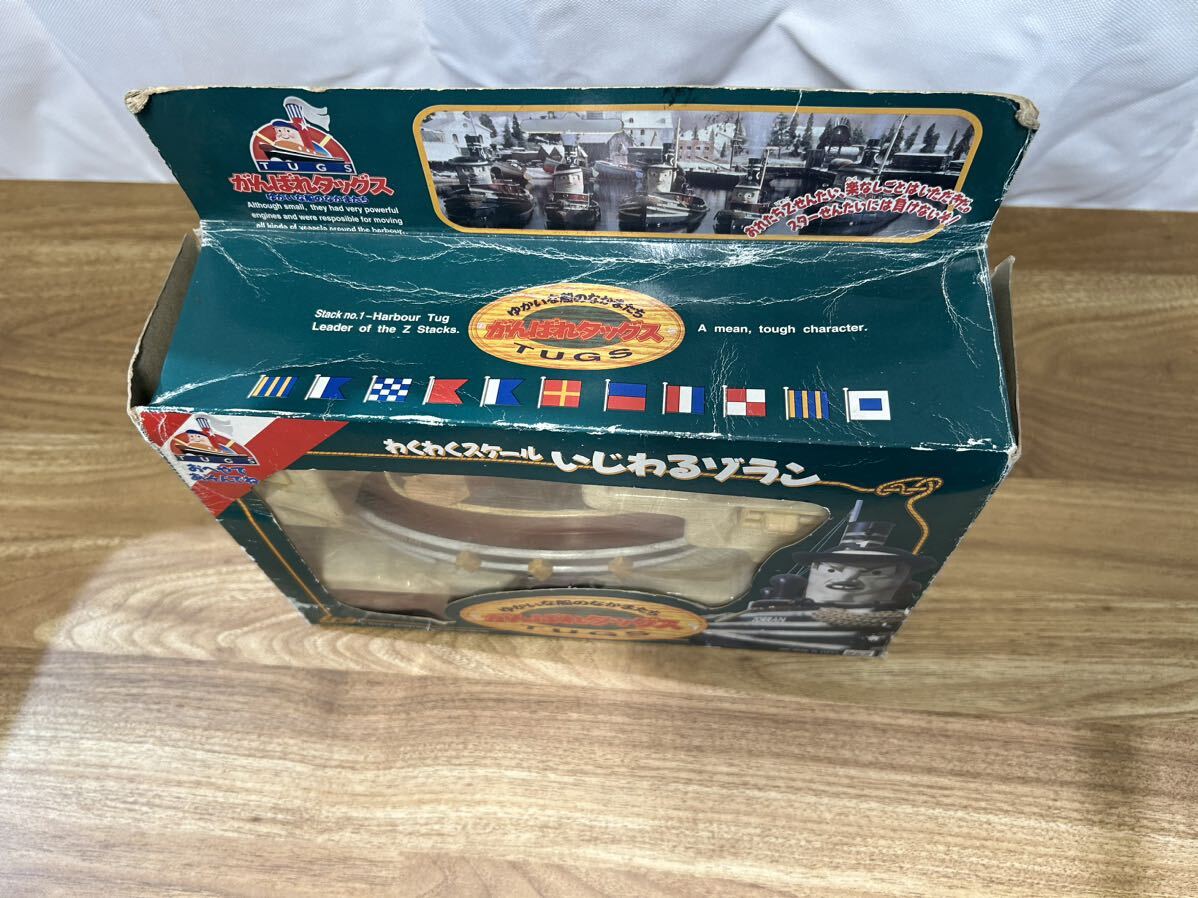 TUGS
がんばれタッグス
ゆかいな船のなかまたち
Although small, they had very powerful
engines and were resposible for moving
all kinds of vessels around the harbour.
おれたちZせんたい、楽なしごとはいただきだ。
スターせんたいには負けないぞ!
Stack no.1-Harbour Tug
Leader of the Z Stacks.
ゆかいな船のなかまたち
がんばれタッグス
TUGS
A mean, tough character.
TUGS
わくわくスケール いじわるゾラン
ゆかいな船のなかまたち
がんばれタッグス
TUGS
ZORRAN